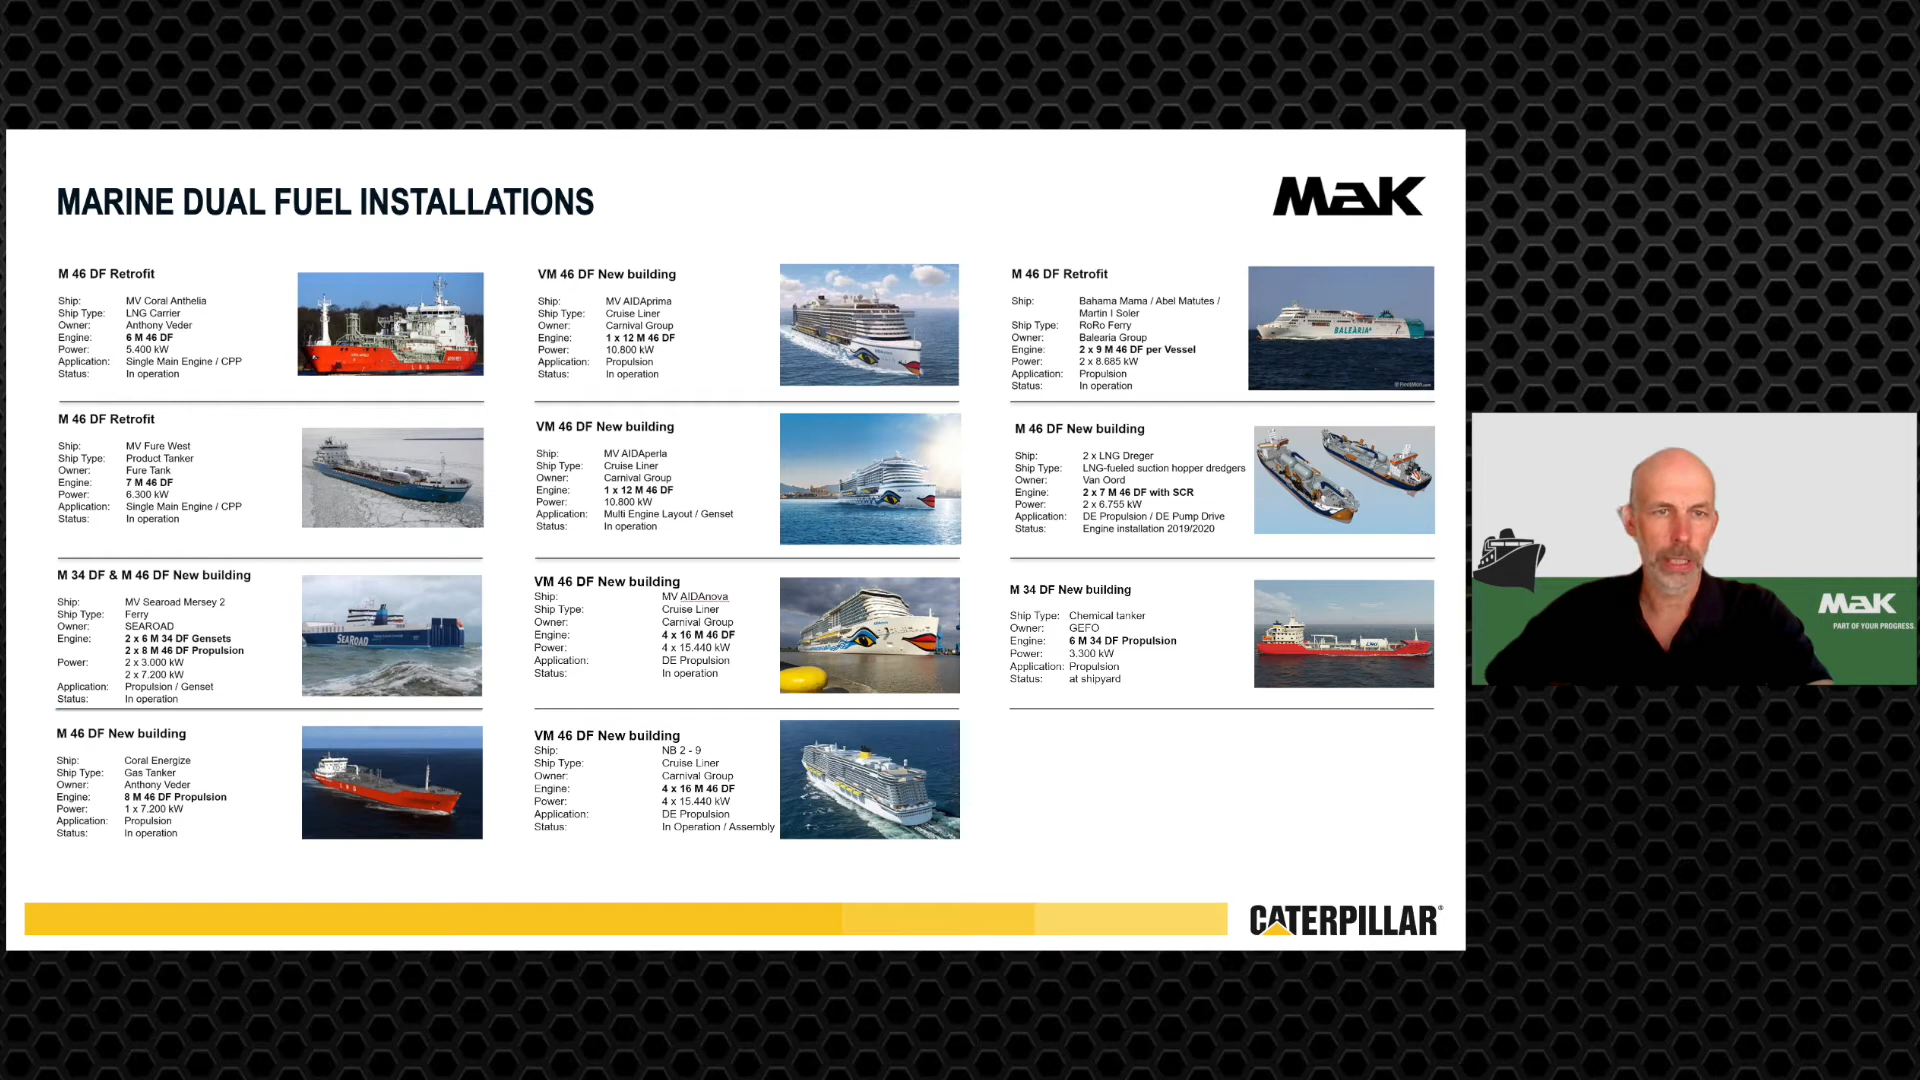 MARINE DUAL FUEL INSTALLATIONS
MaK
M 46 DF Retrofit
Ship: MV Coral Anthelia
Ship Type: LNG Carrier
Owner: Anthony Veder
Engine: 6 M 46 DF
Power: 5.400 kW
Application: Single Main Engine / CPP
Status: In operation
M 46 DF Retrofit
Ship: MV Fure West
Ship Type: Product Tanker
Owner: Fure Tank
Engine: 7 M 46 DF
Power: 6.300 kW
Application: Single Main Engine / CPP
Status: In operation
M 34 DF & M 46 DF New building
Ship: MV Searoad Mersey 2
Ship Type: Ferry
Owner: SEAROAD
Engine: 2 x 6 M 34 DF Gensets
2 x 8 M 46 DF Propulsion
Power: 2 x 3.000 kW
2 x 7.200 kW
Application: Propulsion / Genset
Status: In operation
SEAROAD
M 46 DF New building
Ship: Coral Energize
Ship Type: Gas Tanker
Owner: Anthony Veder
Engine: 8 M 46 DF Propulsion
Power: 1 x 7.200 kW
Application: Propulsion
Status: In operation
LNG
VM 46 DF New building
Ship: MV AIDAprima
Ship Type: Cruise Liner
Owner: Carnival Group
Engine: 1 x 12 M 46 DF
Power: 10.800 kW
Application: Propulsion
Status: In operation
VM 46 DF New building
Ship: MV AIDAperla
Ship Type: Cruise Liner
Owner: Carnival Group
Engine: 1 x 12 M 46 DF
Power: 10.800 kW
Application: Multi Engine Layout / Genset
Status: In operation
VM 46 DF New building
Ship: MV AIDAnova
Ship Type: Cruise Liner
Owner: Carnival Group
Engine: 4 x 16 M 46 DF
Power: 4 x 15.440 kW
Application: DE Propulsion
Status: In operation
VM 46 DF New building
Ship: NB 2 - 9
Ship Type: Cruise Liner
Owner: Carnival Group
Engine: 4 x 16 M 46 DF
Power: 4 x 15.440 kW
Application: DE Propulsion
Status: In Operation / Assembly
M 46 DF Retrofit
Ship: Bahama Mama / Abel Matutes /
Martin I Soler
Ship Type: RoRo Ferry
Owner: Balearia Group
Engine: 2 x 9 M 46 DF per Vessel
Power: 2 x 8.685 kW
Application: Propulsion
Status: In operation
BALEARIA
M 46 DF New building
Ship: 2 x LNG Dreger
Ship Type: LNG-fueled suction hopper dredgers
Owner: Van Oord
Engine: 2 x 7 M 46 DF with SCR
Power: 2 x 6.755 kW
Application: DE Propulsion / DE Pump Drive
Status: Engine installation 2019/2020
M 34 DF New building
Ship Type: Chemical tanker
Owner: GEFO
Engine: 6 M 34 DF Propulsion
Power: 3.300 kW
Application: Propulsion
Status: at shipyard
LNG
CATERPILLAR®
MaK
PART OF YOUR PROGRESS.